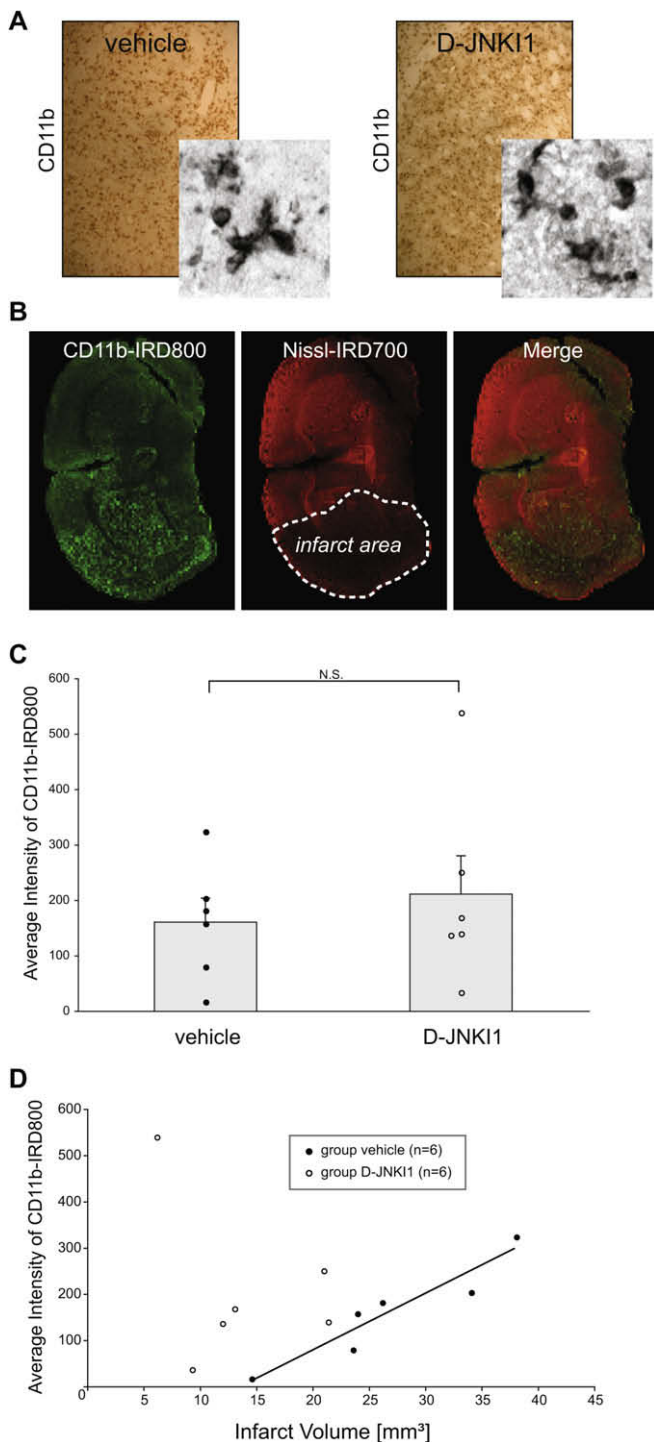 A
vehicle
D-JNKI1
CD11b
CD11b
B
CD11b-IRD800
Nissl-IRD700
Merge
infarct area
C
N.S.
Average Intensity of CD11b-IRD800
600
500
400
300
200
100
0
vehicle
D-JNKI1
D
Average Intensity of CD11b-IRD800
600
500
400
300
200
100
group vehicle (n=6)
group D-JNKI1 (n=6)
0 5 10 15 20 25 30 35 40 45
Infarct Volume [mm³]